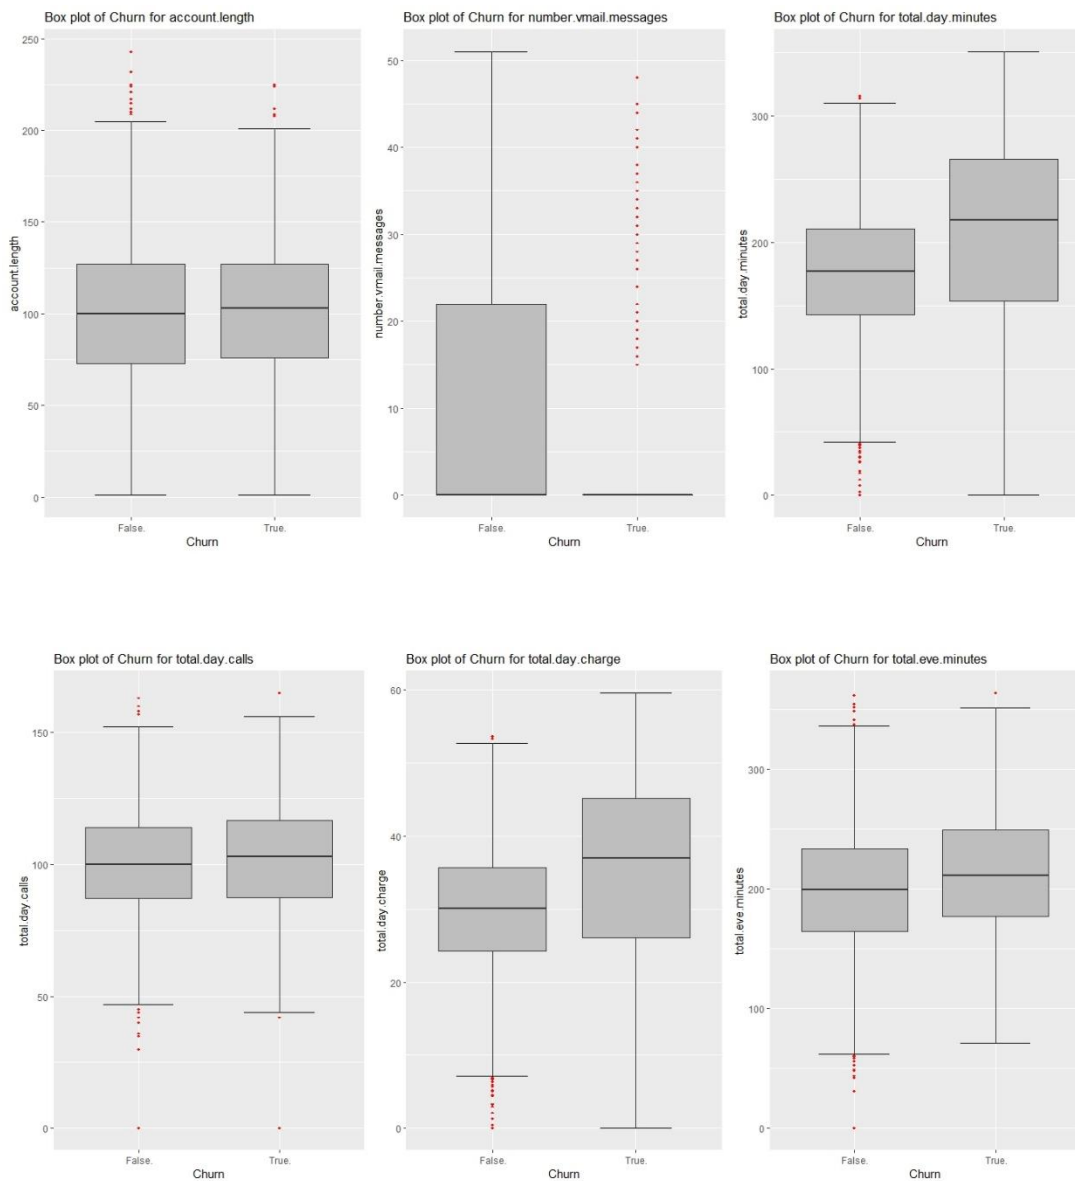 Box plot of Churn for account.length
250
200
150
100
50
0
account.length
False.
True.
Churn
Box plot of Churn for number.vmail.messages
50
40
30
20
10
0
number.vmail.messages
False.
True.
Churn
Box plot of Churn for total.day.minutes
300
200
100
0
total.day.minutes
False.
True.
Churn
Box plot of Churn for total.day.calls
150
100
50
0
total.day.calls
False.
True.
Churn
Box plot of Churn for total.day.charge
60
40
20
0
total.day.charge
False.
True.
Churn
Box plot of Churn for total.eve.minutes
300
200
100
0
total.eve.minutes
False.
True.
Churn